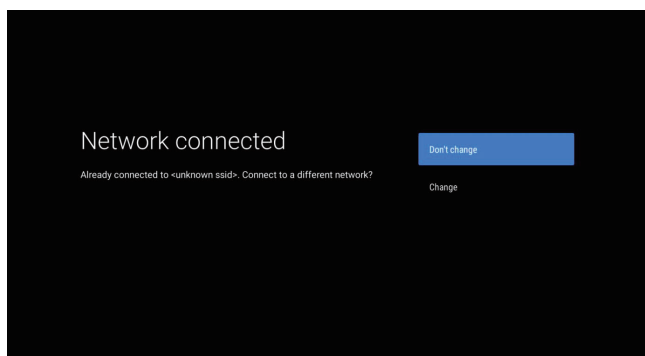 Network connected
Already connected to <unknown ssid>. Connect to a different network?
Don't change
Change